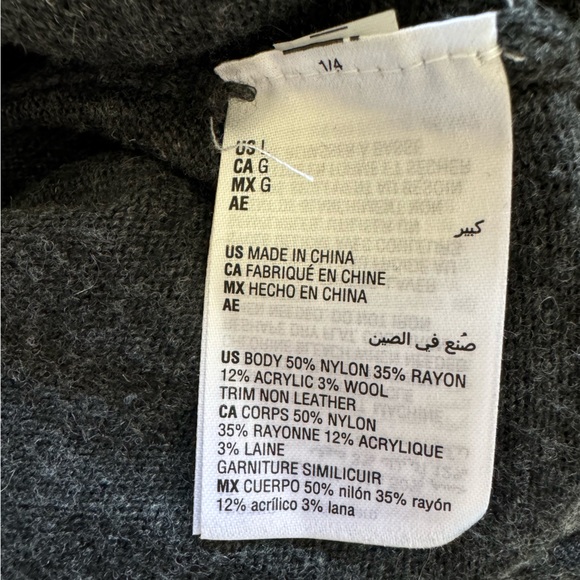 1/4
US L
CA G
MX G
AE
كبير
US MADE IN CHINA
CA FABRIQUÉ EN CHINE
MX HECHO EN CHINA
AE
صُنع في الصين
US BODY 50% NYLON 35% RAYON
12% ACRYLIC 3% WOOL
TRIM NON LEATHER
CA CORPS 50% NYLON
35% RAYONNE 12% ACRYLIQUE
3% LAINE
GARNITURE SIMILICUIR
MX CUERPO 50% nilón 35% rayón
12% acrílico 3% lana